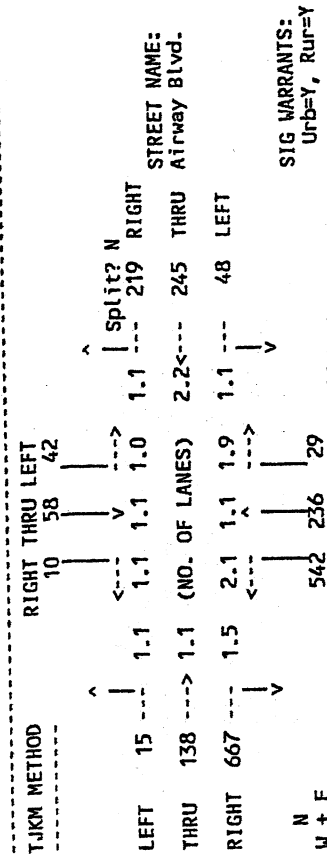 TJKM METHOD RIGHT THRU LEFT
----------- 10 58 42
^ | | | ^
| <--- v ---> | Split? N
LEFT 15 --- 1.1 1.1 1.1 1.0 1.1 --- 219 RIGHT
STREET NAME:
THRU 138 ---> 1.1 (NO. OF LANES) 2.2<--- 245 THRU Airway Blvd.
RIGHT 667 --- 1.5 2.1 1.1 1.9 1.1 --- 48 LEFT
| <--- ^ ---> |
v | | | v
N | | | SIG WARRANTS:
W + E 542 236 29 Urb=Y, Rur=Y